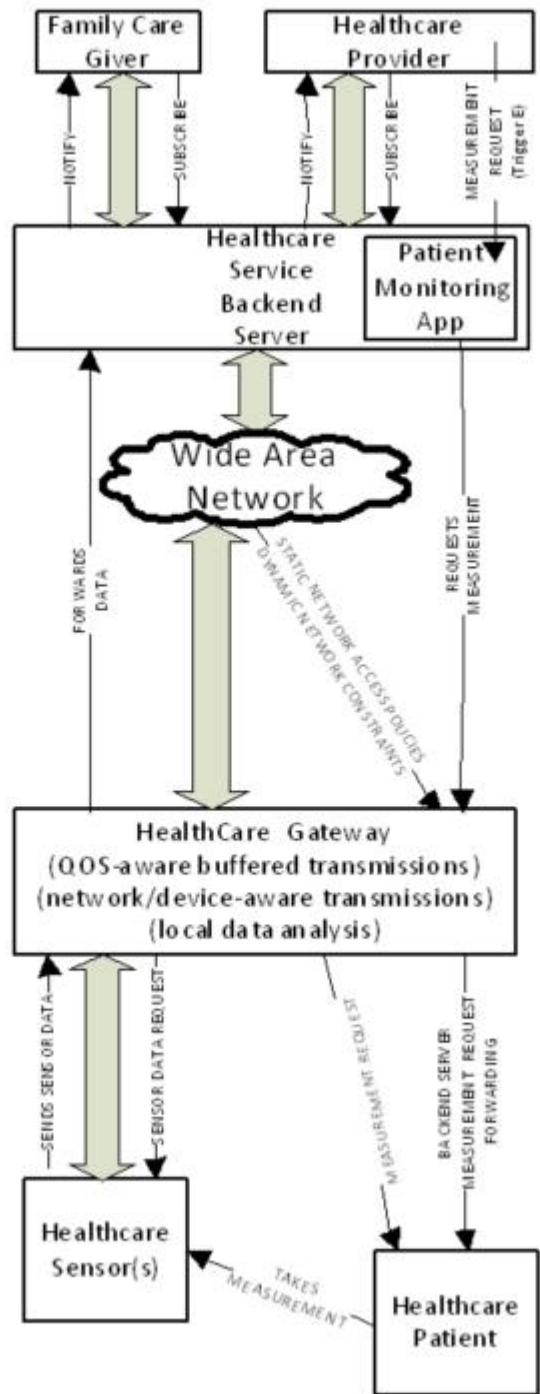 Family Care
Giver
Healthcare
Provider
NOTIFY
SUBSCRIBE
NOTIFY
SUBSCRIBE
MEASUREMENT
REQUEST
(Trigger E)
Healthcare
Service
Backend
Server
Patient
Monitoring
App
Wide Area
Network
FORWARDS
DATA
STATIC NETWORK ACCESS POLICIES
DYNAMIC NETWORK CONSTRAINTS
REQUESTS
MEASUREMENT
HealthCare Gateway
(QOS-aware buffered transmissions)
(network/device-aware transmissions)
(local data analysis)
SENDS SENSOR DATA
SENSOR DATA REQUEST
MEASUREMENT REQUEST
BACKEND SERVER
MEASUREMENT REQUEST
FORWARDING
Healthcare
Sensor(s)
TAKES
MEASUREMENT
Healthcare
Patient